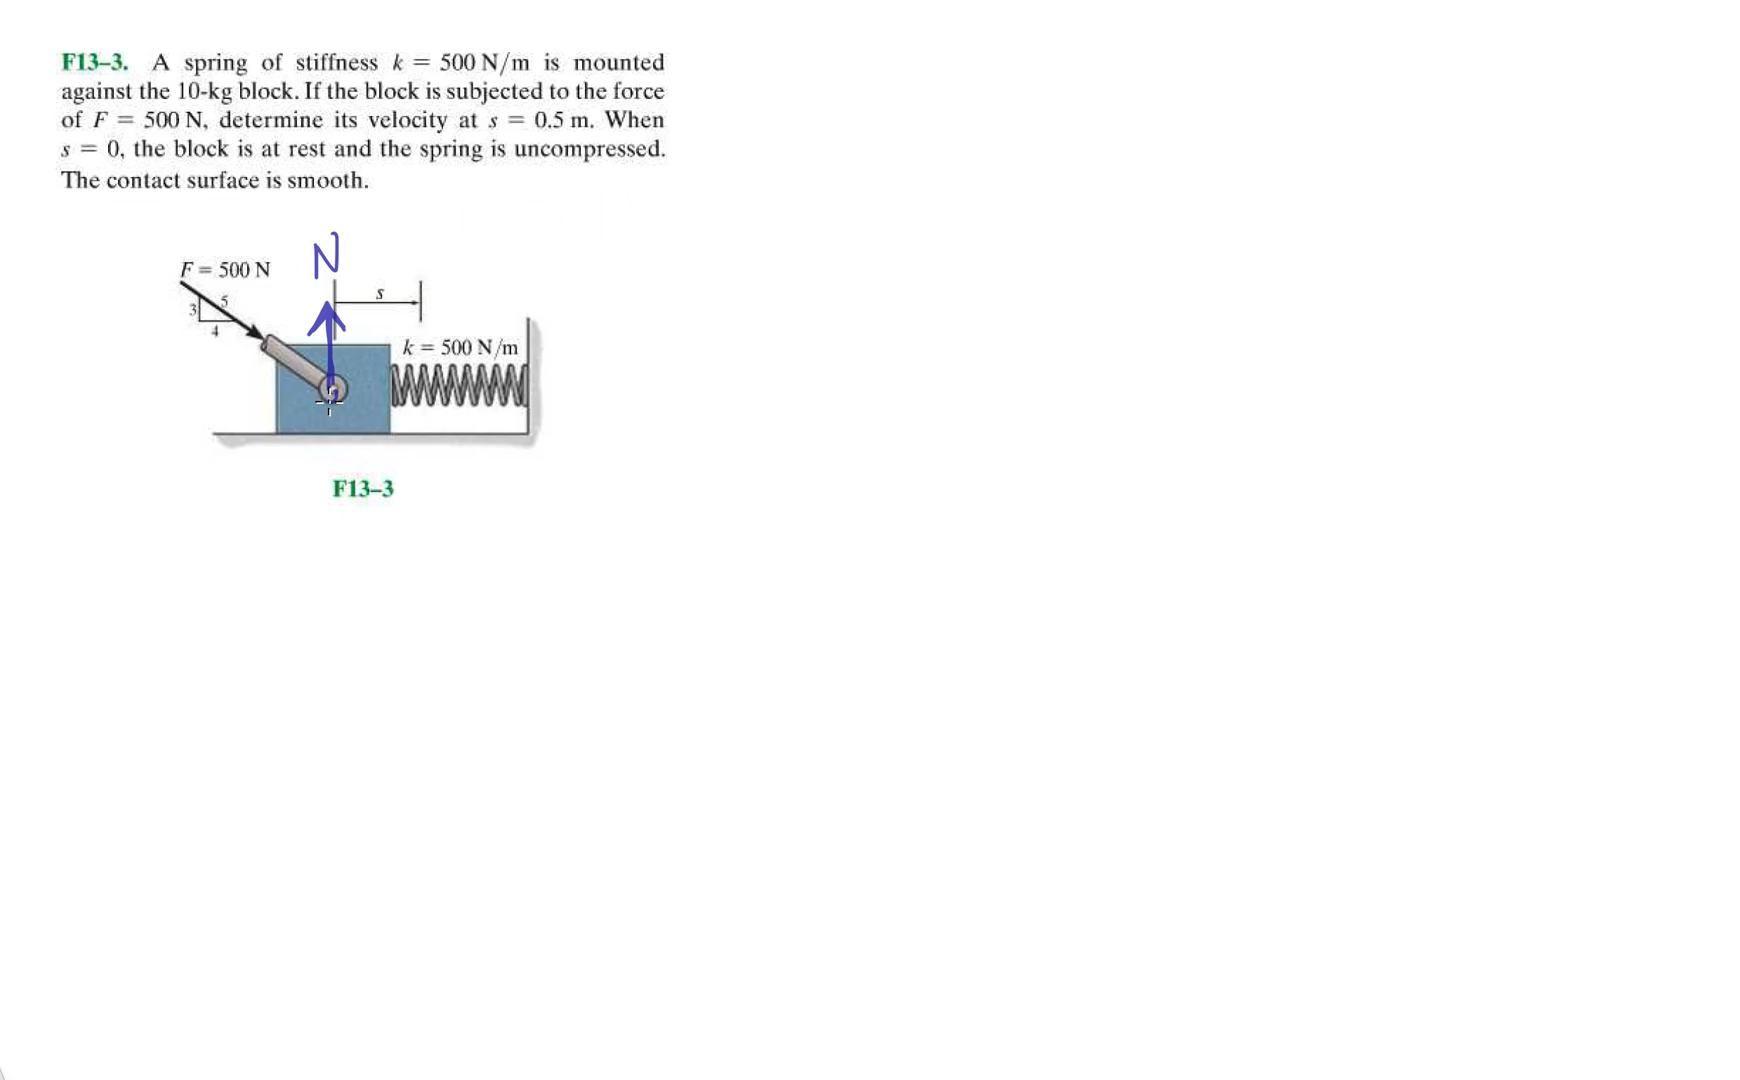 F13–3. A spring of stiffness k = 500 N/m is mounted
against the 10-kg block. If the block is subjected to the force
of F = 500 N, determine its velocity at s = 0.5 m. When
s = 0, the block is at rest and the spring is uncompressed.
The contact surface is smooth.
N
F = 500 N
s
5
3
4
k = 500 N/m
F13–3